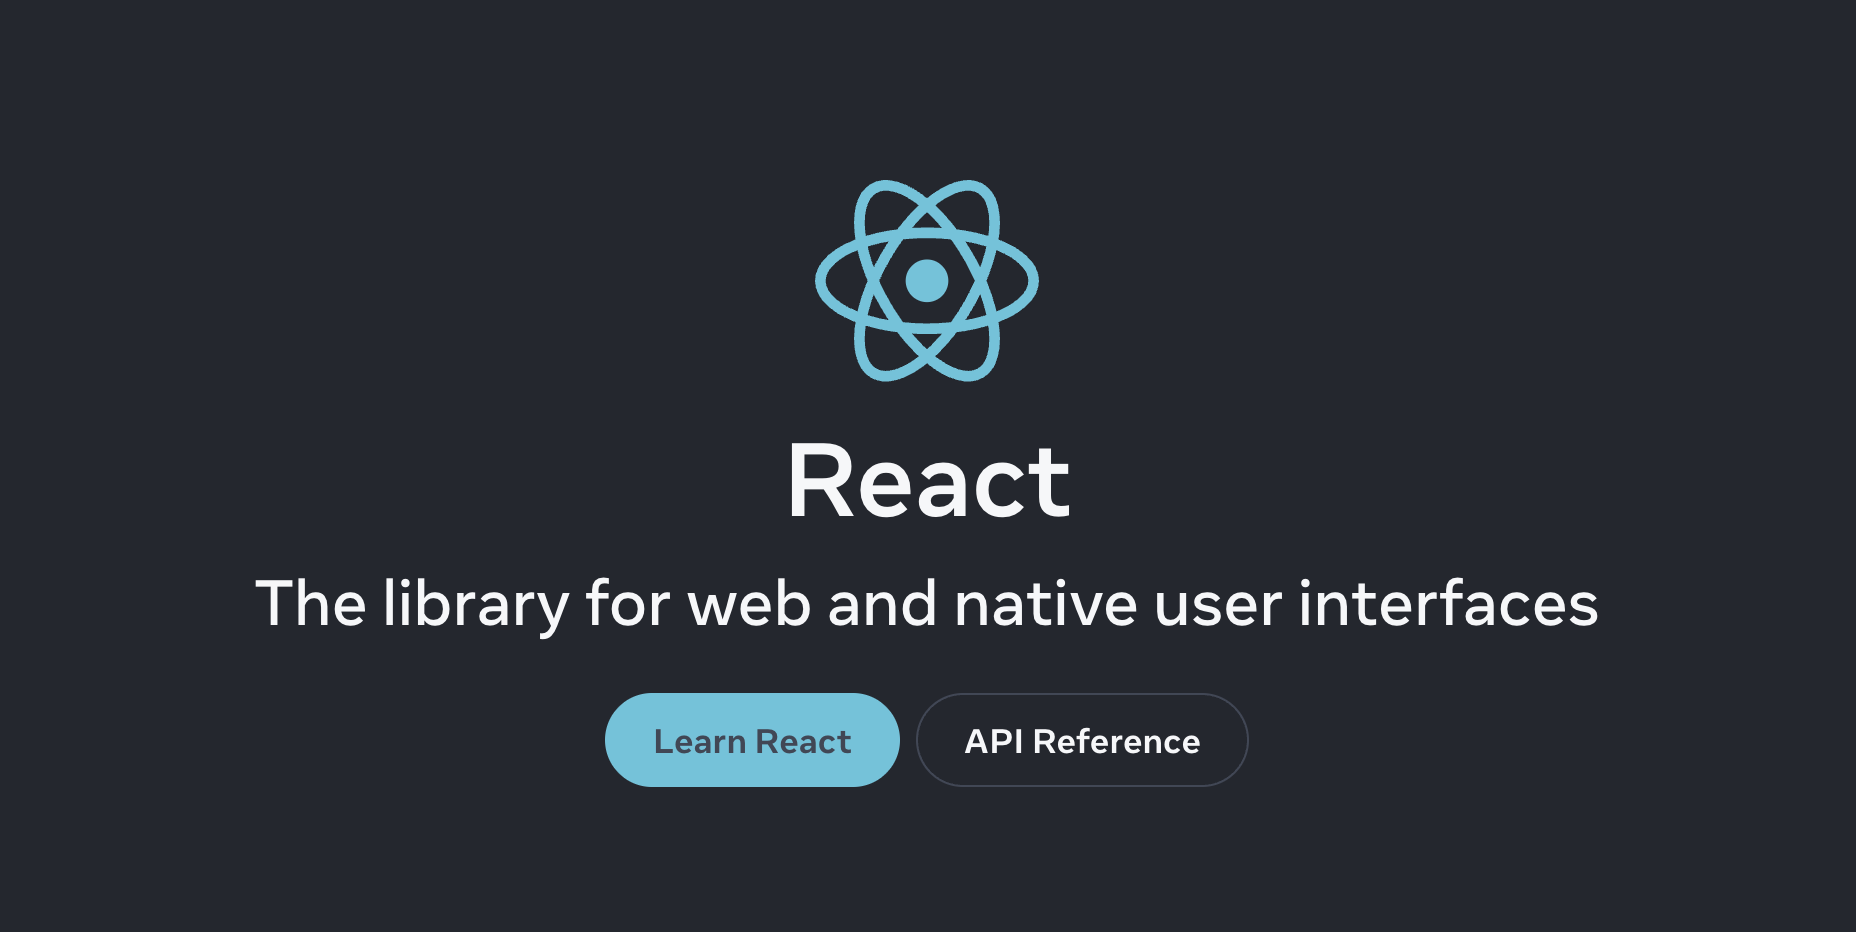 React
The library for web and native user interfaces
Learn React
API Reference